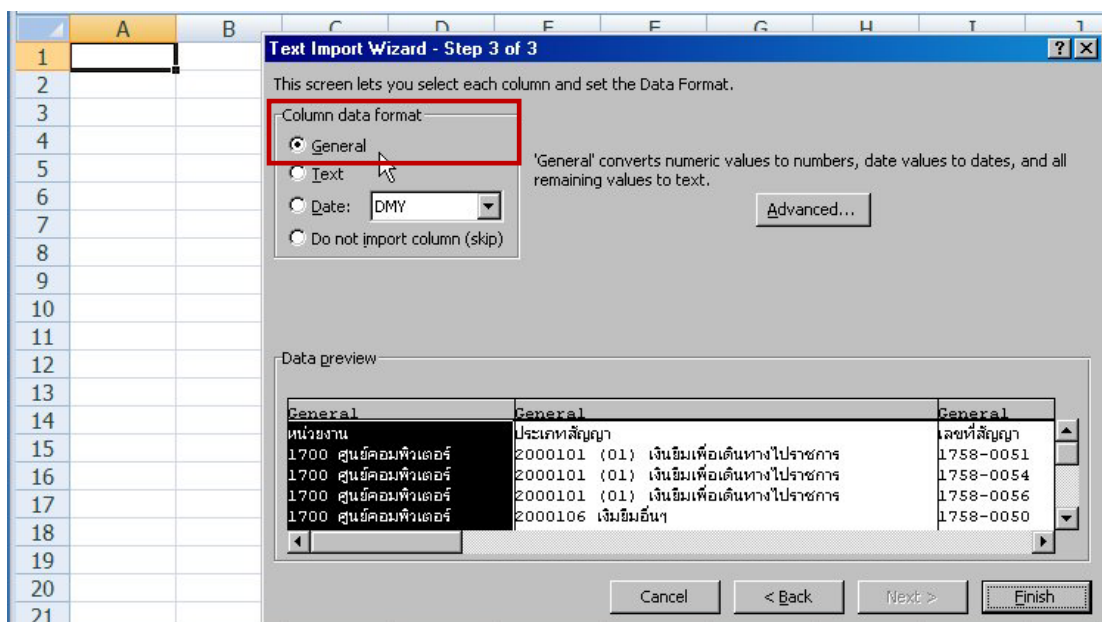 A B C D E F G H I J
Text Import Wizard - Step 3 of 3
This screen lets you select each column and set the Data Format.
Column data format
General
Text
Date: DMY
Do not import column (skip)
'General' converts numeric values to numbers, date values to dates, and all
remaining values to text.
Advanced...
Data preview
General General General
หน่วยงาน ประเภทสัญญา เลขที่สัญญา
1700 ศูนย์คอมพิวเตอร์ 2000101 (01) เงินยืมเพื่อเดินทางไปราชการ 1758-0051
1700 ศูนย์คอมพิวเตอร์ 2000101 (01) เงินยืมเพื่อเดินทางไปราชการ 1758-0054
1700 ศูนย์คอมพิวเตอร์ 2000101 (01) เงินยืมเพื่อเดินทางไปราชการ 1758-0056
1700 ศูนย์คอมพิวเตอร์ 2000106 เงิมยืมอื่นๆ 1758-0050
Cancel < Back Next > Finish
1
2
3
4
5
6
7
8
9
10
11
12
13
14
15
16
17
18
19
20
21